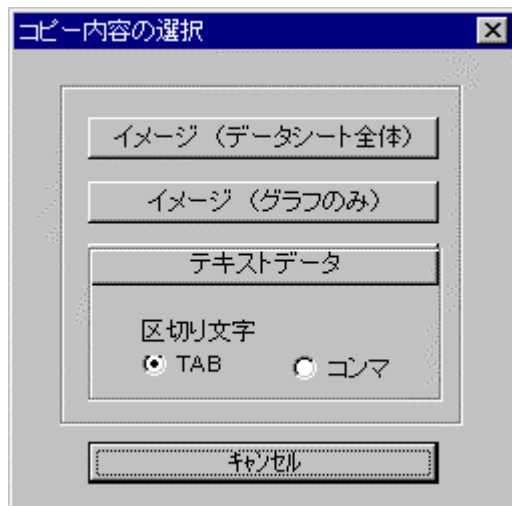 コピー内容の選択
イメージ（データシート全体）
イメージ（グラフのみ）
テキストデータ
区切り文字
TAB コンマ
ｷｬﾝｾﾙ